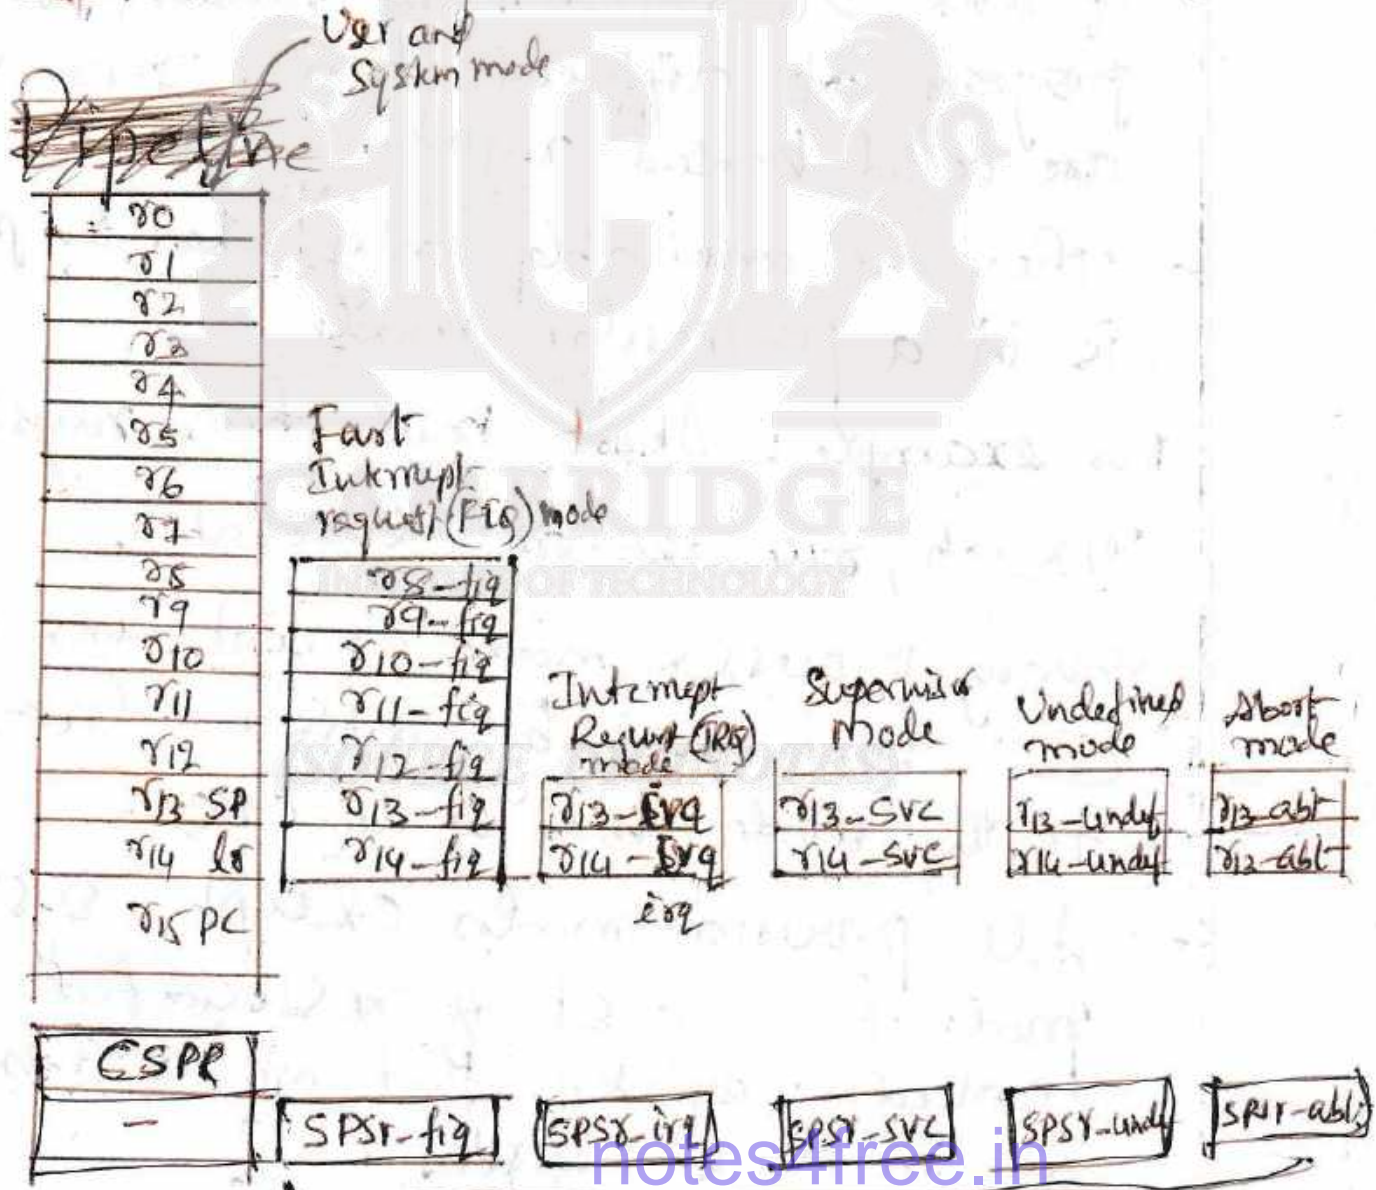 User and
System mode
Pipeline
r0
r1
r2
r3
r4
r5
r6
r7
r8
r9
r10
r11
r12
r13 SP
r14 lr
r15 PC
CSPR
-
Fast
Interrupt
request (FIQ) mode
r8-fiq
r9-fiq
r10-fiq
r11-fiq
r12-fiq
r13-fiq
r14-fiq
SPSr-fiq
Interrupt
Request (IRQ)
mode
r13-irq
r14-irq
irq
SPSr-irq
Supervisor
Mode
r13-svc
r14-svc
SPSr-svc
Undefined
mode
r13-undf
r14-undf
SPSr-undf
Abort
mode
r13-abt
r12-abt
SPSr-abt
CAMBRIDGE
INSTITUTE OF TECHNOLOGY
notes4free.in